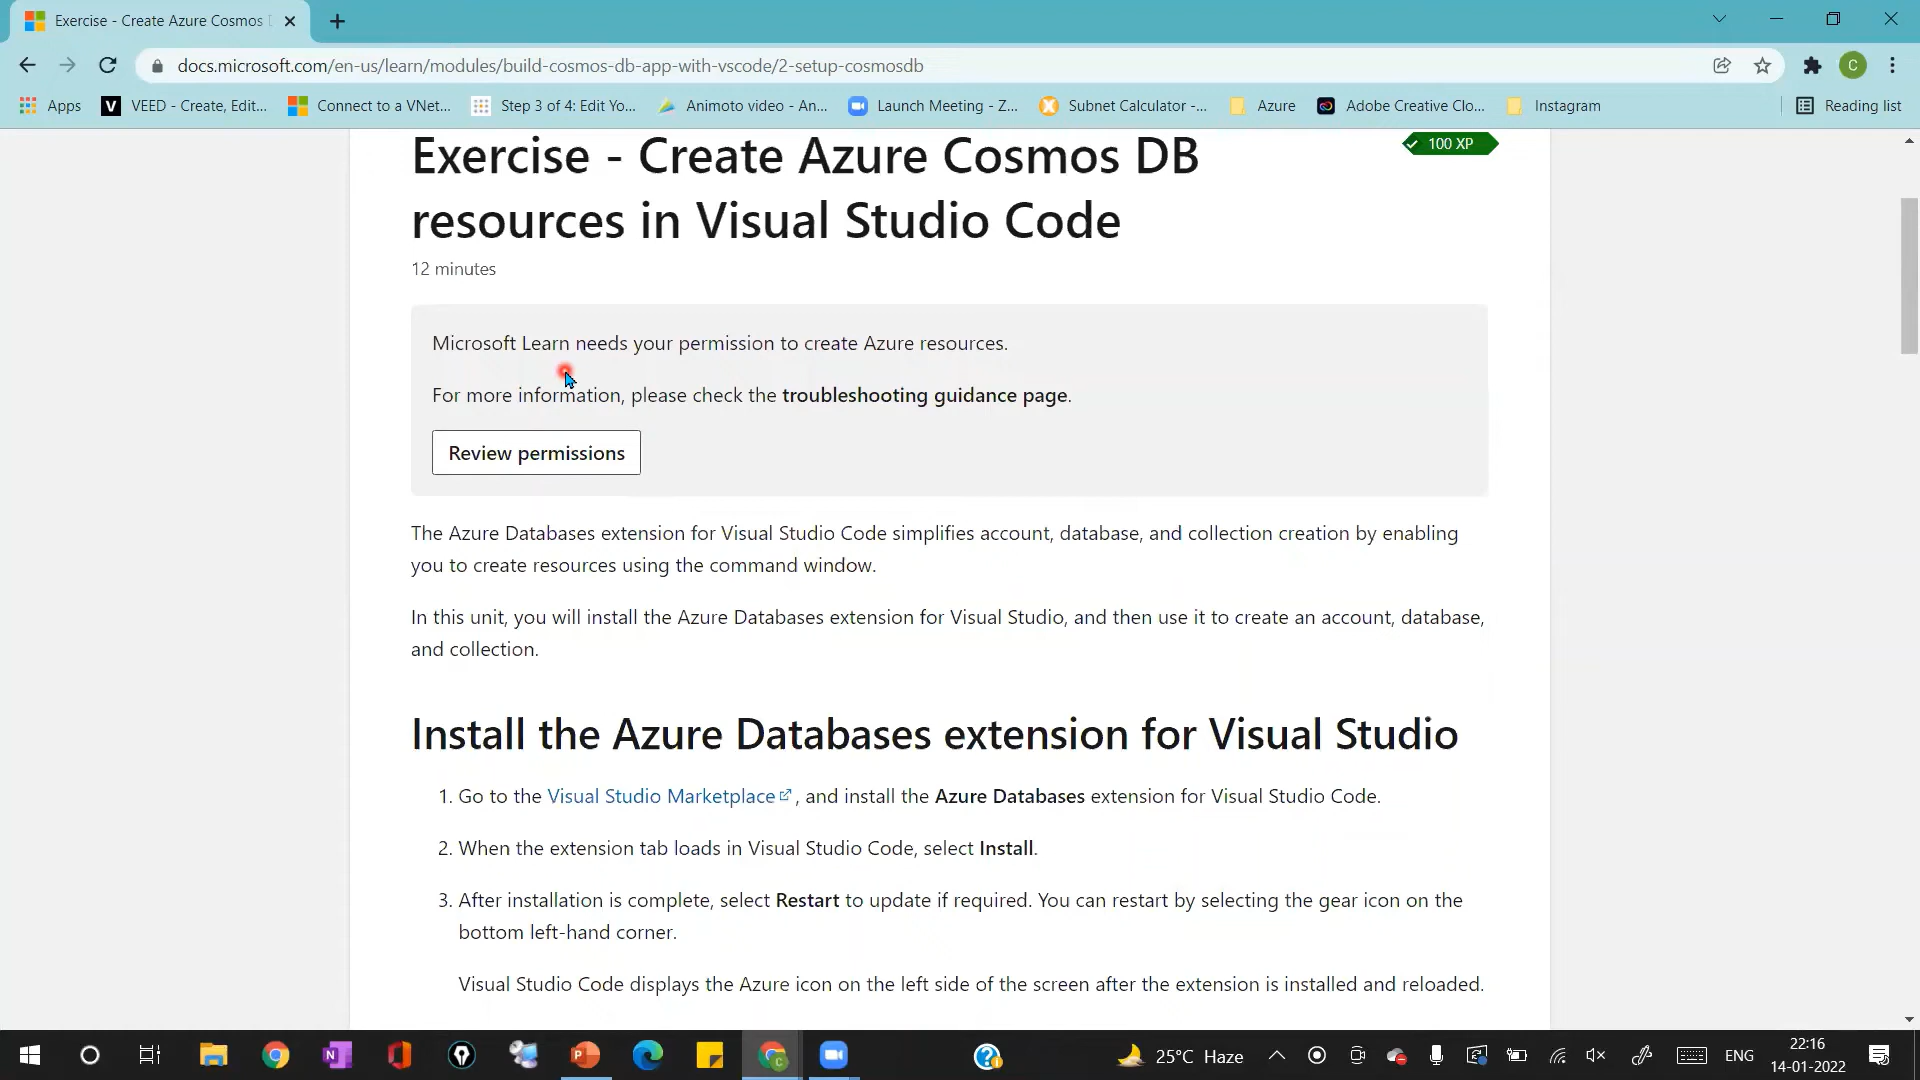 Exercise - Create Azure Cosmos D
docs.microsoft.com/en-us/learn/modules/build-cosmos-db-app-with-vscode/2-setup-cosmosdb
C
Apps
V VEED - Create, Edit...
Connect to a VNet...
Step 3 of 4: Edit Yo...
Animoto video - An...
Launch Meeting - Z...
Subnet Calculator -...
Azure
Adobe Creative Clo...
Instagram
Reading list
Exercise - Create Azure Cosmos DB
resources in Visual Studio Code
100 XP
12 minutes
Microsoft Learn needs your permission to create Azure resources.
For more information, please check the troubleshooting guidance page.
Review permissions
The Azure Databases extension for Visual Studio Code simplifies account, database, and collection creation by enabling
you to create resources using the command window.
In this unit, you will install the Azure Databases extension for Visual Studio, and then use it to create an account, database,
and collection.
Install the Azure Databases extension for Visual Studio
1. Go to the Visual Studio Marketplace, and install the Azure Databases extension for Visual Studio Code.
2. When the extension tab loads in Visual Studio Code, select Install.
3. After installation is complete, select Restart to update if required. You can restart by selecting the gear icon on the
bottom left-hand corner.
Visual Studio Code displays the Azure icon on the left side of the screen after the extension is installed and reloaded.
25°C Haze
ENG
22:16
14-01-2022